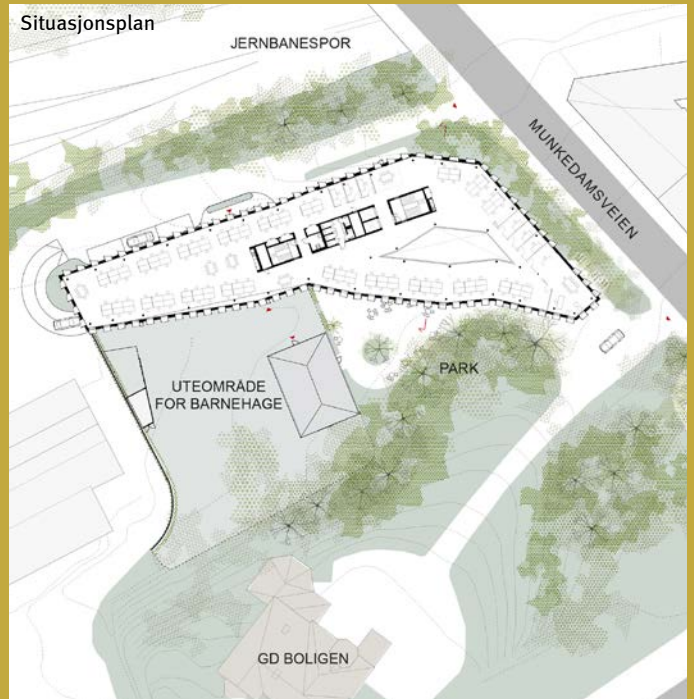 Situasjonsplan
JERNBANESPOR
MUNKEDAMSVEIEN
PARK
UTEOMRÅDE
FOR BARNEHAGE
GD BOLIGEN